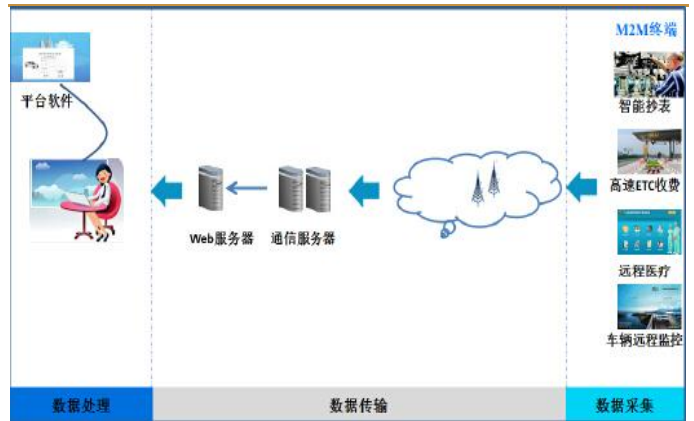 M2M终端
平台软件
智能抄表
高速ETC收费
Web服务器
通信服务器
远程医疗
车辆远程监控
数据处理
数据传输
数据采集